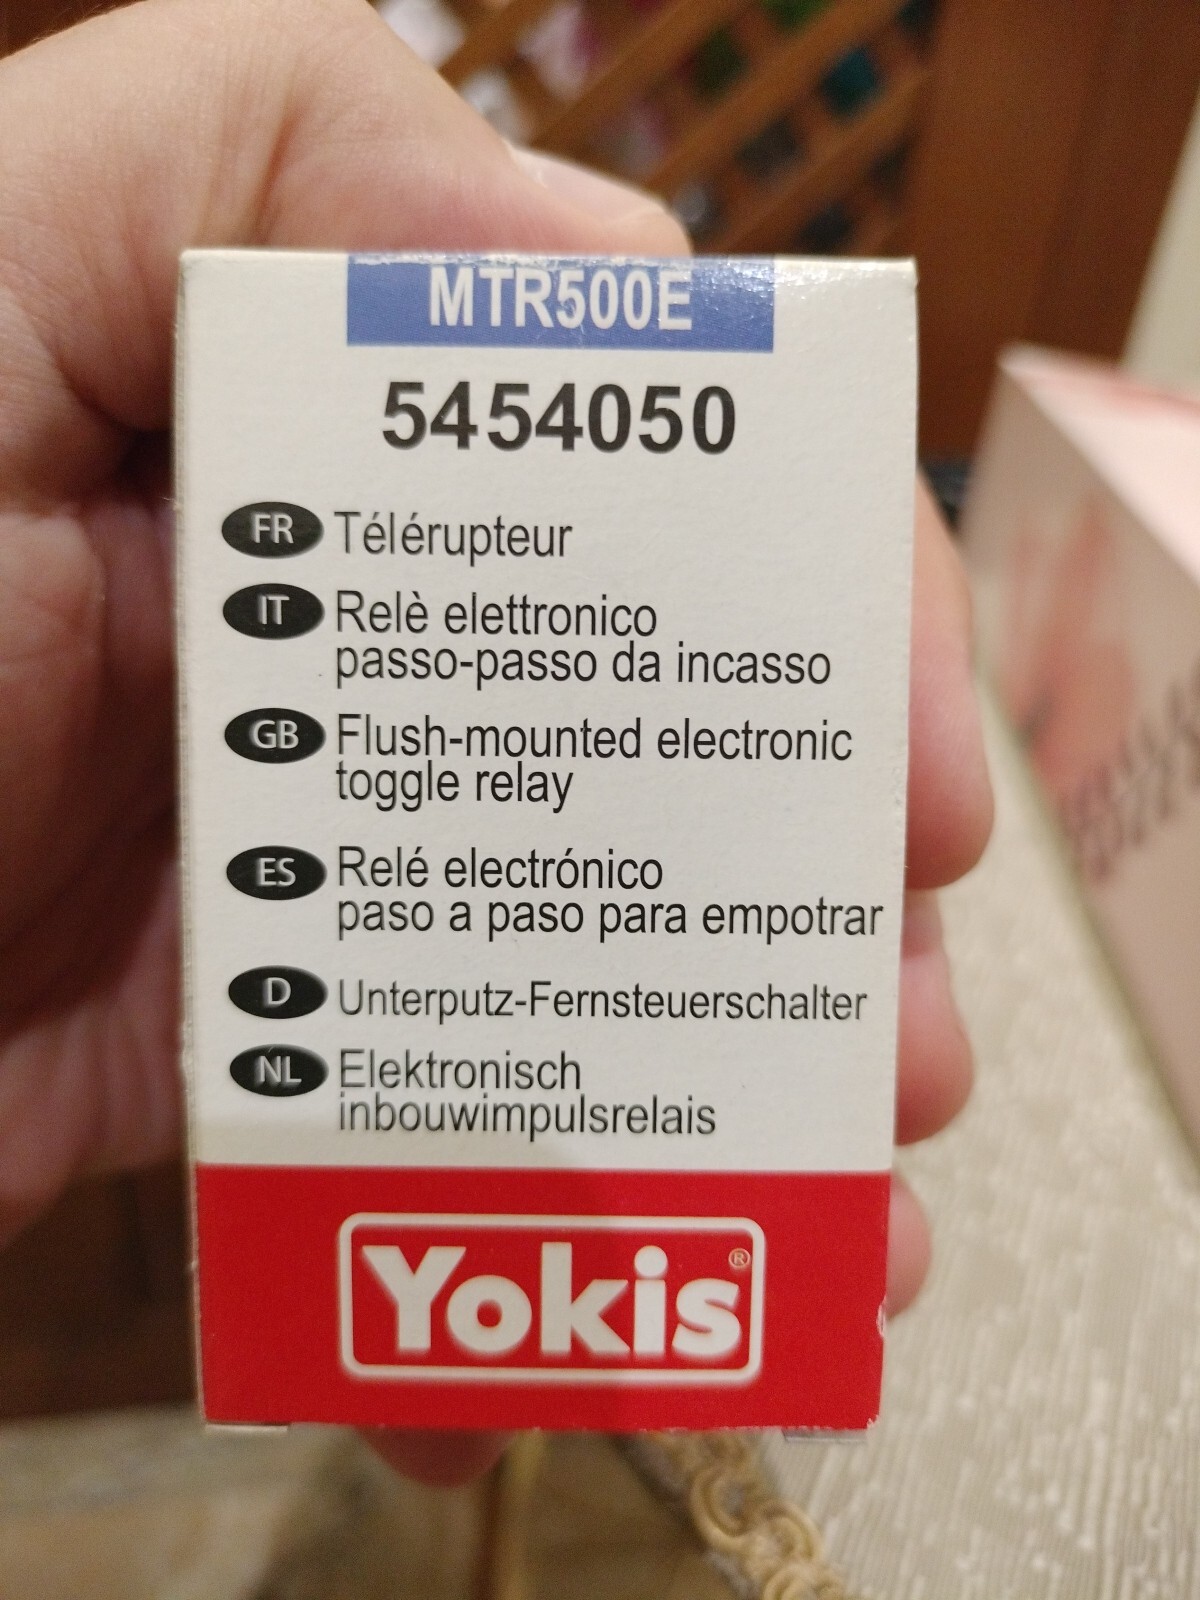 MTR500E
5454050
FR Télérupteur
IT Relè elettronico
passo-passo da incasso
GB Flush-mounted electronic
toggle relay
ES Relé electrónico
paso a paso para empotrar
D Unterputz-Fernsteuerschalter
NL Elektronisch
inbouwimpulsrelais
Yokis®